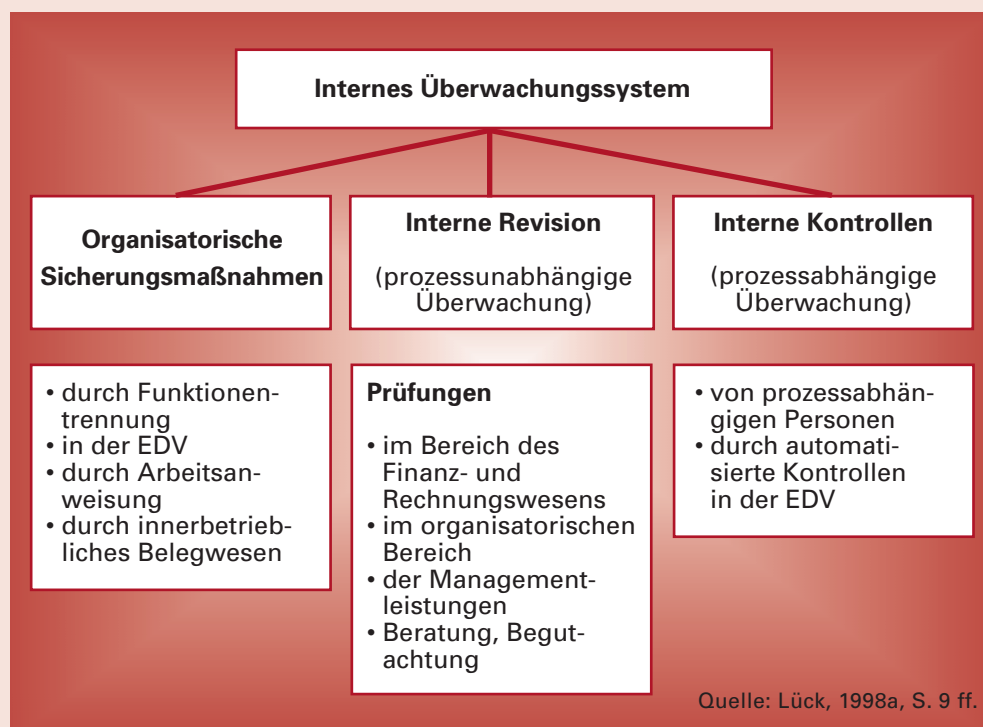 Internes Überwachungssystem
Organisatorische
Sicherungsmaßnahmen
Interne Revision
(prozessunabhängige
Überwachung)
Interne Kontrollen
(prozessabhängige
Überwachung)
• durch Funktionen-
trennung
• in der EDV
• durch Arbeitsan-
weisung
• durch innerbetrieb-
liches Belegwesen
Prüfungen
• im Bereich des
Finanz- und
Rechnungswesens
• im organisatorischen
Bereich
• der Management-
leistungen
• Beratung, Begut-
achtung
• von prozessabhän-
gigen Personen
• durch automati-
sierte Kontrollen
in der EDV
Quelle: Lück, 1998a, S. 9 ff.